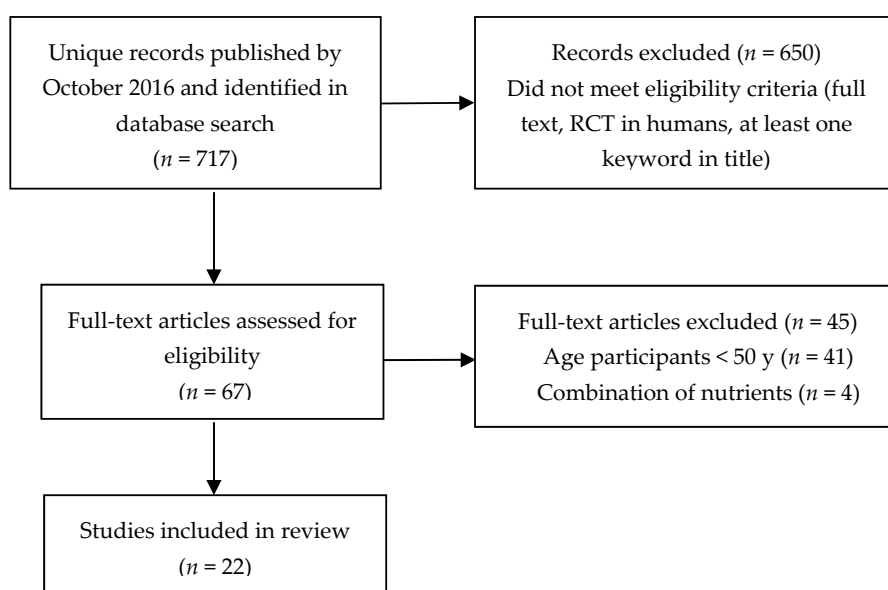 Unique records published by
October 2016 and identified in
database search
(n = 717)
Records excluded (n = 650)
Did not meet eligibility criteria (full
text, RCT in humans, at least one
keyword in title)
Full-text articles assessed for
eligibility
(n = 67)
Full-text articles excluded (n = 45)
Age participants < 50 y (n = 41)
Combination of nutrients (n = 4)
Studies included in review
(n = 22)